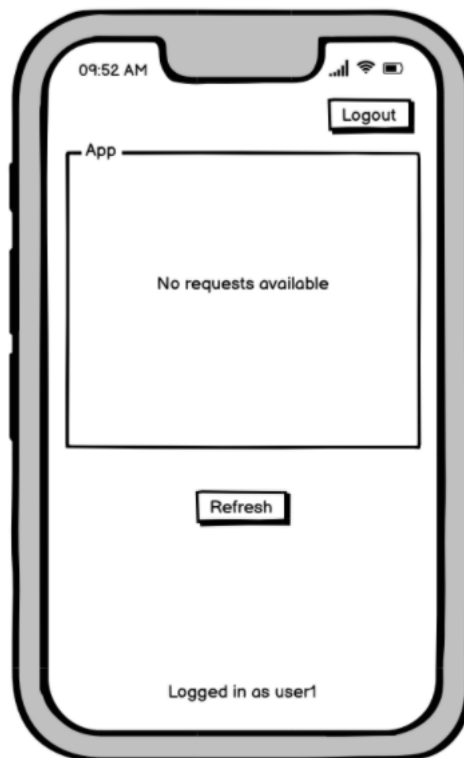 09:52 AM
Logout
App
No requests available
Refresh
Logged in as user1